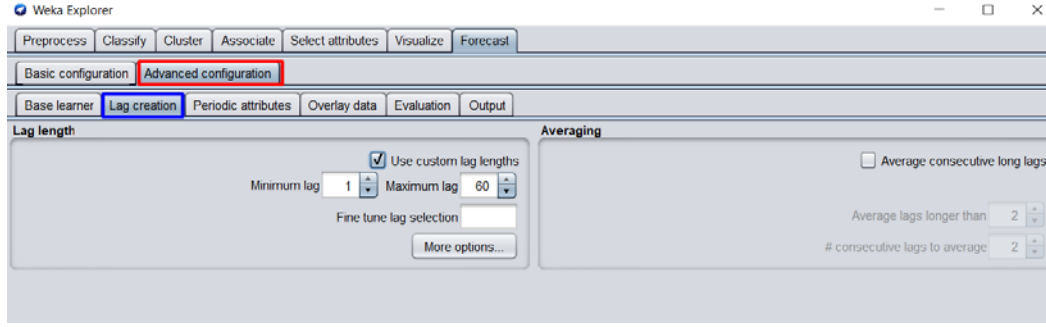 Weka Explorer
Preprocess Classify Cluster Associate Select attributes Visualize Forecast
Basic configuration Advanced configuration
Base learner Lag creation Periodic attributes Overlay data Evaluation Output
Lag length Averaging
Use custom lag lengths Average consecutive long lags
Minimum lag 1 Maximum lag 60
Fine tune lag selection Average lags longer than 2
More options... # consecutive lags to average 2